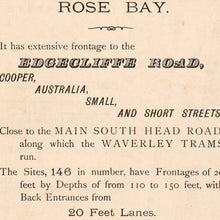 ROSE BAY.
It has extensive frontage to the
EDGECLIFFE ROAD,
COOPER,
AUSTRALIA,
SMALL,
AND SHORT STREETS
Close to the MAIN SOUTH HEAD ROAD
along which the WAVERLEY TRAMS
run.
The Sites, 146 in number, have Frontages of 20
feet by Depths of from 110 to 150 feet, with
Back Entrances from
20 Feet Lanes.